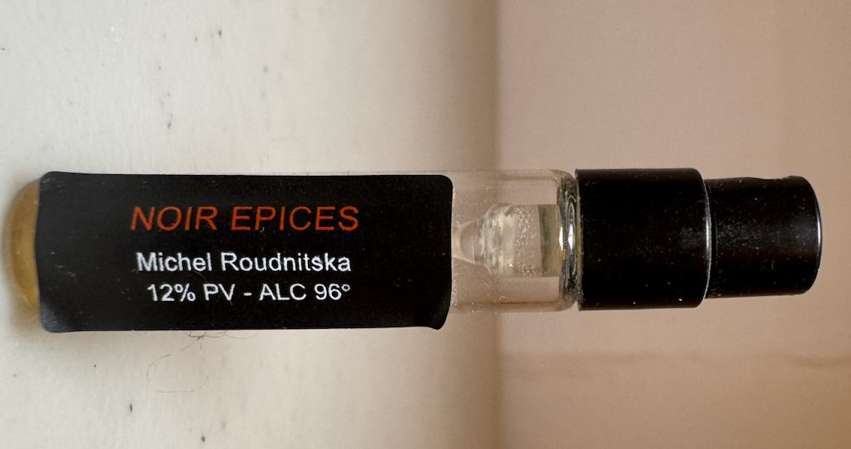 NOIR EPICES
Michel Roudnitska
12% PV - ALC 96°